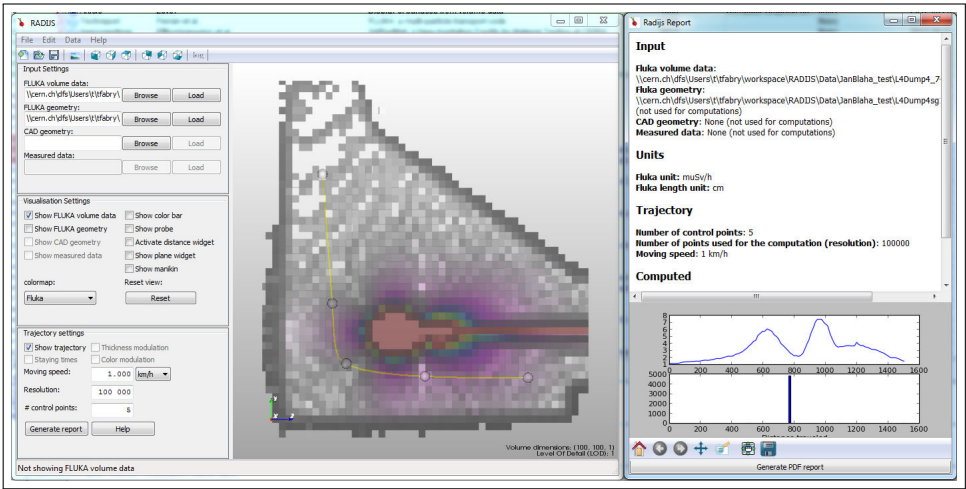 RADIJS
File Edit Data Help
Input Settings
FLUKA volume data:
\\cern.ch\dfs\Users\t\tfabry\ Browse Load
FLUKA geometry:
\\cern.ch\dfs\Users\t\tfabry\ Browse Load
CAD geometry:
Browse Load
Measured data:
Browse Load
Visualisation Settings
Show FLUKA volume data Show color bar
Show FLUKA geometry Show probe
Show CAD geometry Activate distance widget
Show measured data Show plane widget
Show manikin
colormap: Reset view:
Fluka Reset
Trajectory settings
Show trajectory Thickness modulation
Staying times Color modulation
Moving speed: 1.000 km/h
Resolution: 100 000
# control points: 5
Generate report Help
Volume dimensions: (100, 100, 1
Level Of Detail (LOD): 1
Not showing FLUKA volume data
Radijs Report
Input
Fluka volume data:
\\cern.ch\dfs\Users\t\tfabry\workspace\RADIJS\Data\JanBlaha_test\L4Dump4_7
Fluka geometry:
\\cern.ch\dfs\Users\t\tfabry\workspace\RADIJS\Data\JanBlaha_test\L4Dump4sg
(not used for computations)
CAD geometry: None (not used for computations)
Measured data: None (not used for computations)
Units
Fluka unit: muSv/h
Fluka length unit: cm
Trajectory
Number of control points: 5
Number of points used for the computation (resolution): 100000
Moving speed: 1 km/h
Computed
8
7
6
5
4
3
2
1
0 200 400 600 800 1000 1200 1400 1600
5000
4000
3000
2000
1000
0
0 200 400 600 800 1000 1200 1400 1600
Distance traveled
Generate PDF report